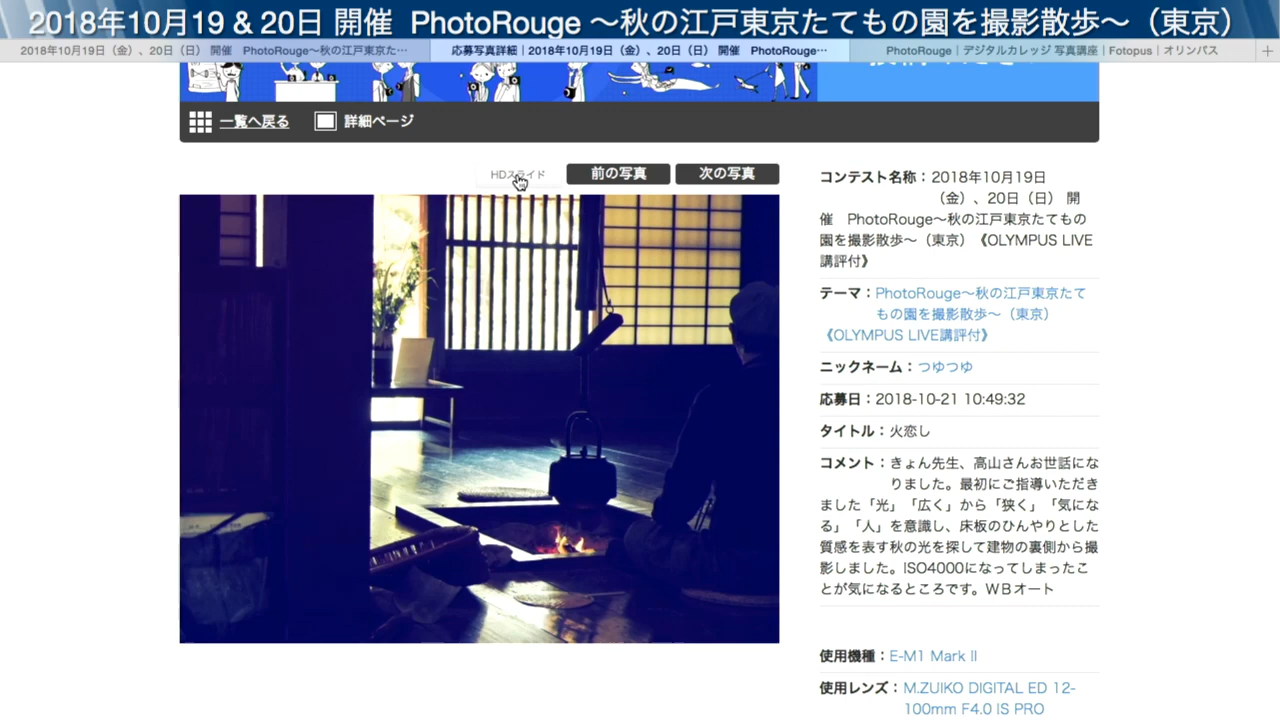 2018年10月19 & 20日 開催 PhotoRouge ～秋の江戸東京たてもの園を撮影散歩～（東京）
2018年10月19日（金）、20日（日） 開催 PhotoRouge～秋の江戸東京た…
応募写真詳細｜2018年10月19日（金）、20日（日） 開催 PhotoRouge…
PhotoRouge｜デジタルカレッジ 写真講座｜Fotopus｜オリンパス
一覧へ戻る
詳細ページ
HDスライド
前の写真
次の写真
コンテスト名称：2018年10月19日
（金）、20日（日） 開
催 PhotoRouge～秋の江戸東京たてもの
園を撮影散歩～（東京）《OLYMPUS LIVE
講評付》
テーマ：PhotoRouge～秋の江戸東京たて
もの園を撮影散歩～（東京）
《OLYMPUS LIVE講評付》
ニックネーム：つゆつゆ
応募日：2018-10-21 10:49:32
タイトル：火恋し
コメント：きょん先生、高山さんお世話にな
りました。最初にご指導いただき
ました「光」「広く」から「狭く」「気にな
る」「人」を意識し、床板のひんやりとした
質感を表す秋の光を探して建物の裏側から撮
影しました。ISO4000になってしまったこ
とが気になるところです。ＷＢオート
使用機種：E-M1 Mark II
使用レンズ：M.ZUIKO DIGITAL ED 12-
100mm F4.0 IS PRO